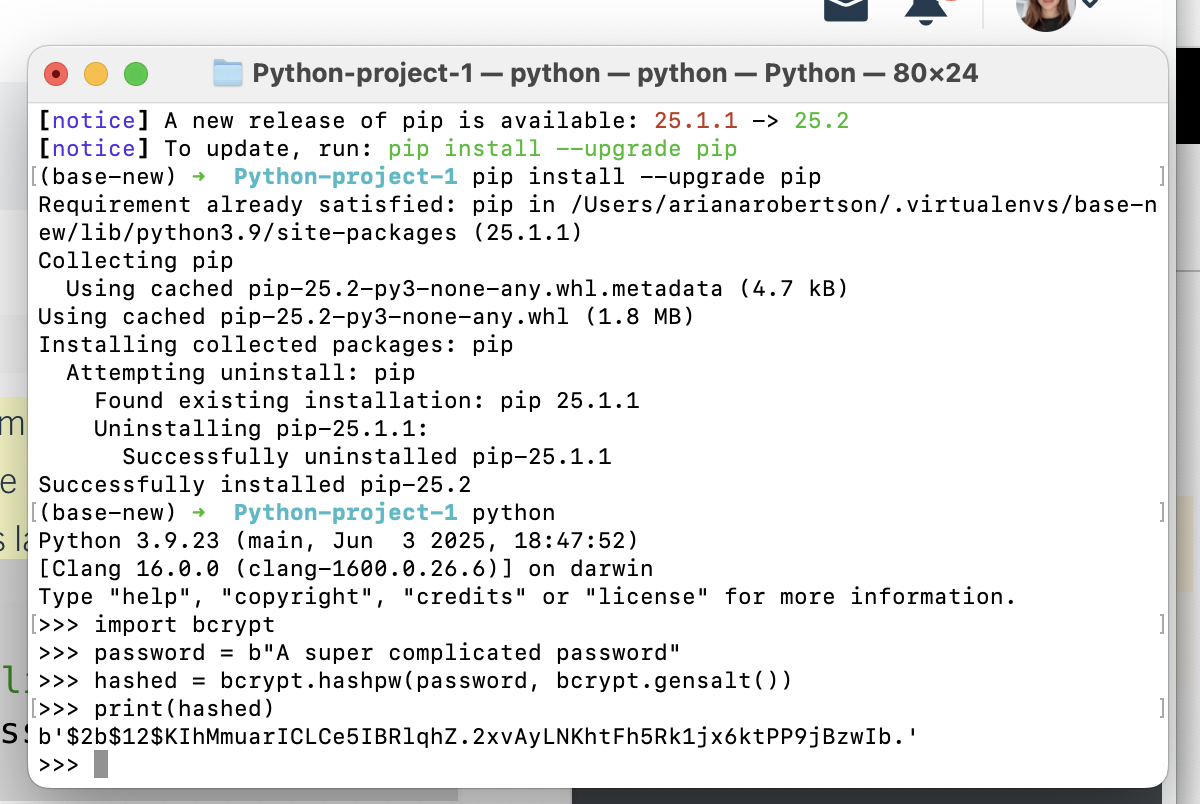 Python-project-1 — python — python — Python — 80×24
[notice] A new release of pip is available: 25.1.1 -> 25.2
[notice] To update, run: pip install --upgrade pip
(base-new) ➜  Python-project-1 pip install --upgrade pip
Requirement already satisfied: pip in /Users/arianarobertson/.virtualenvs/base-n
ew/lib/python3.9/site-packages (25.1.1)
Collecting pip
  Using cached pip-25.2-py3-none-any.whl.metadata (4.7 kB)
Using cached pip-25.2-py3-none-any.whl (1.8 MB)
Installing collected packages: pip
  Attempting uninstall: pip
    Found existing installation: pip 25.1.1
    Uninstalling pip-25.1.1:
      Successfully uninstalled pip-25.1.1
Successfully installed pip-25.2
(base-new) ➜  Python-project-1 python
Python 3.9.23 (main, Jun  3 2025, 18:47:52)
[Clang 16.0.0 (clang-1600.0.26.6)] on darwin
Type "help", "copyright", "credits" or "license" for more information.
>>> import bcrypt
>>> password = b"A super complicated password"
>>> hashed = bcrypt.hashpw(password, bcrypt.gensalt())
>>> print(hashed)
b'$2b$12$KIhMmuarICLCe5IBRlqhZ.2xvAyLNKhtFh5Rk1jx6ktPP9jBzwIb.'
>>>